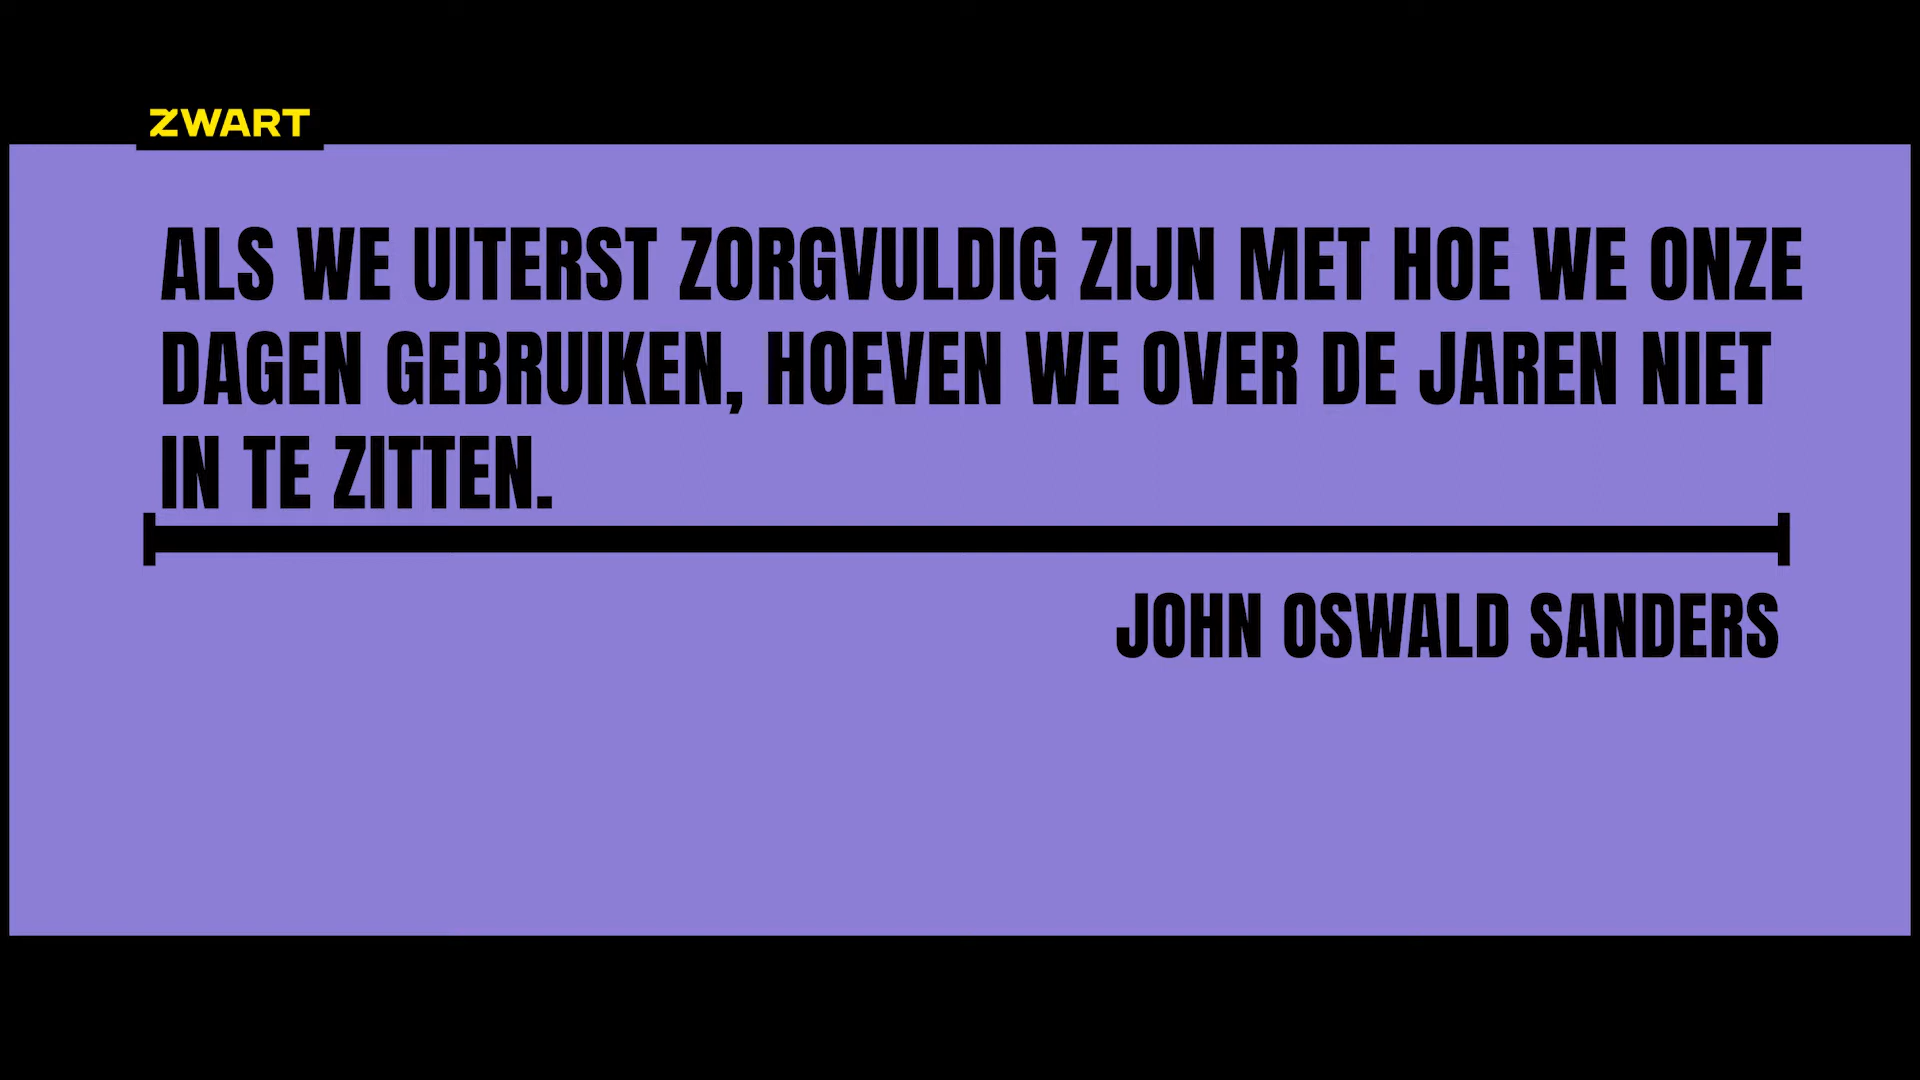 ZWART
ALS WE UITERST ZORGVULDIG ZIJN MET HOE WE ONZE
DAGEN GEBRUIKEN, HOEVEN WE OVER DE JAREN NIET
IN TE ZITTEN.
JOHN OSWALD SANDERS